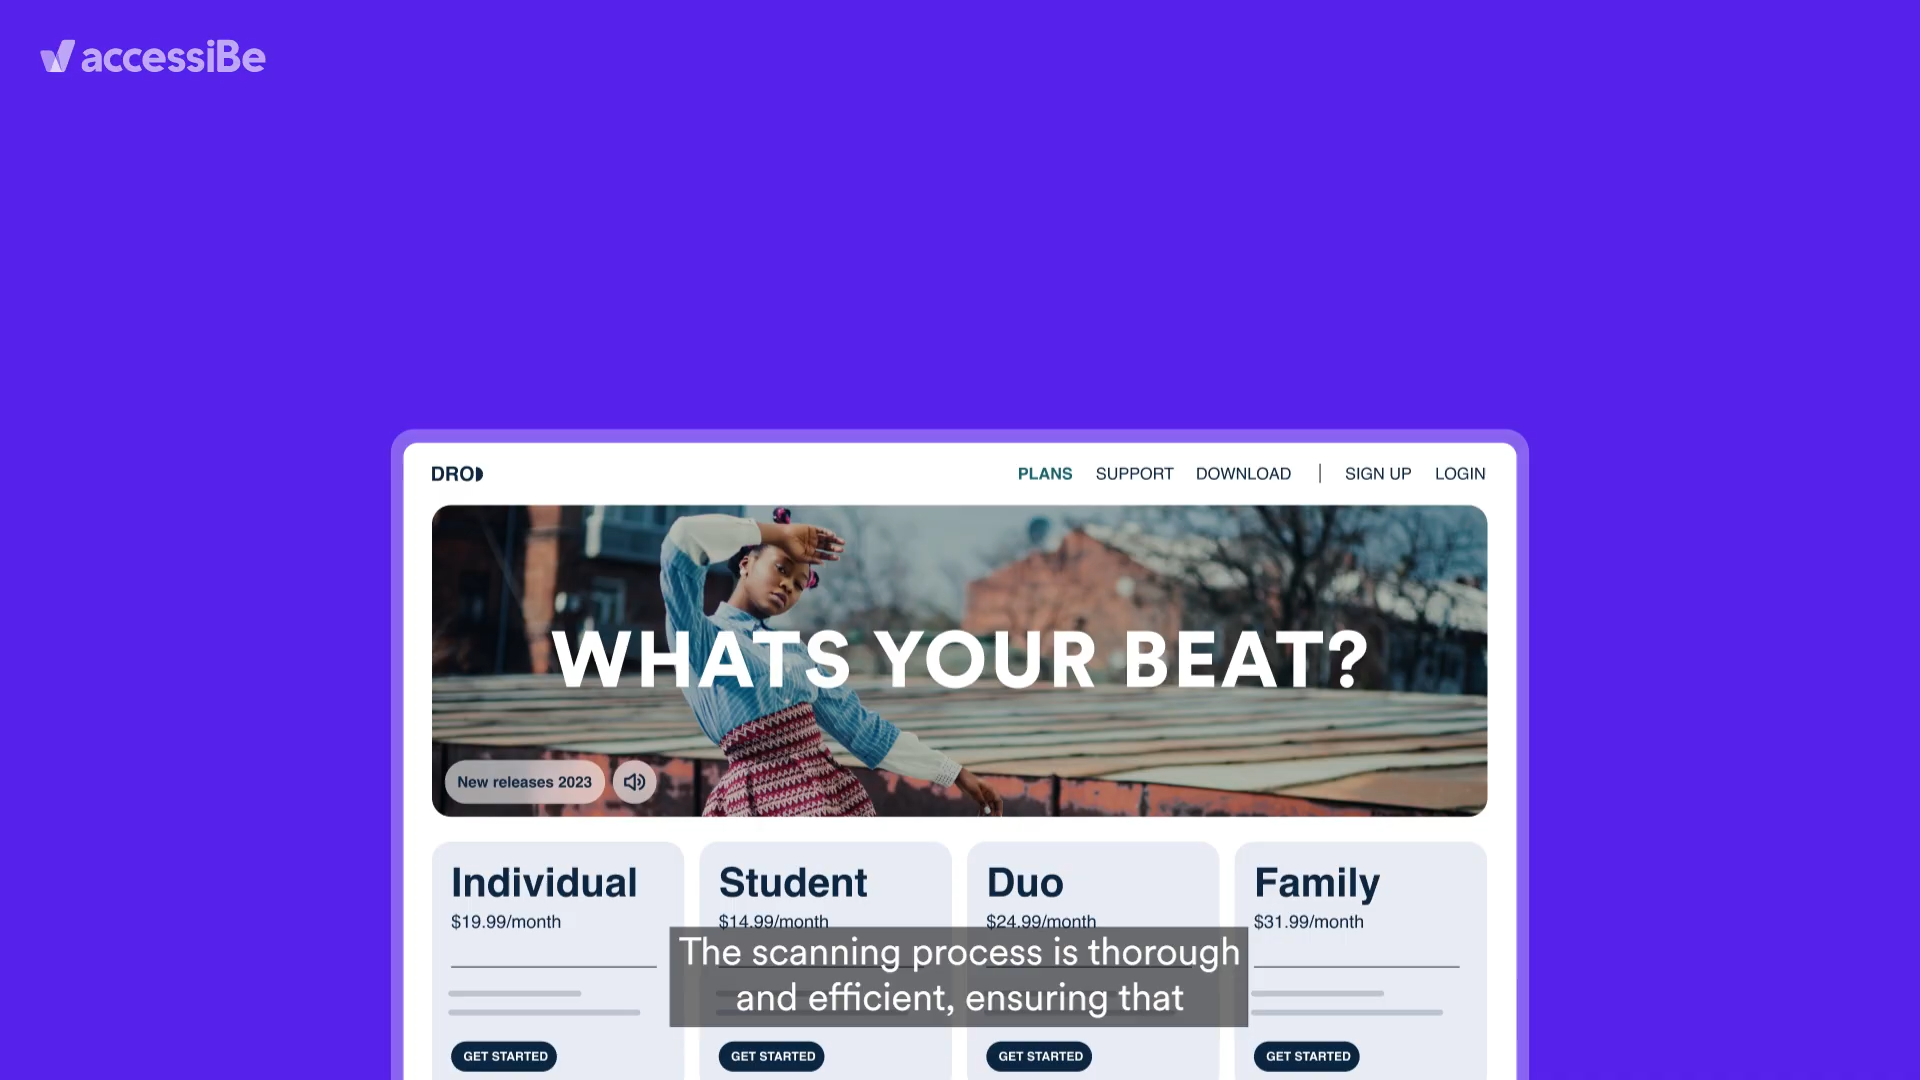 accessiBe
DROD
PLANS SUPPORT DOWNLOAD | SIGN UP LOGIN
WHATS YOUR BEAT?
New releases 2023
Individual Student Duo Family
$19.99/month $14.99/month $24.99/month $31.99/month
The scanning process is thorough
and efficient, ensuring that
GET STARTED GET STARTED GET STARTED GET STARTED